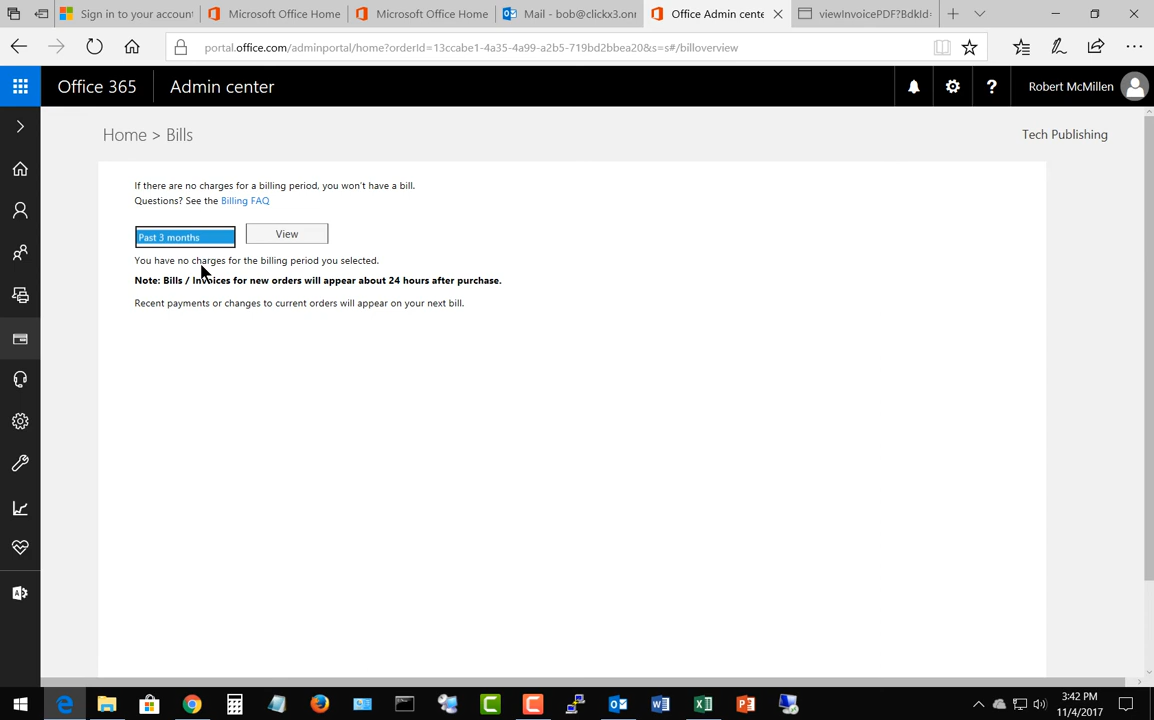 Sign in to your account
Microsoft Office Home
Microsoft Office Home
Mail - bob@clickx3.onr
Office Admin cente
viewInvoicePDF?BdkId=
portal.office.com/adminportal/home?orderId=13ccabe1-4a35-4a99-a2b5-719bd2bbea20&s=s#/billoverview
Office 365
Admin center
?
Robert McMillen
Home > Bills
Tech Publishing
If there are no charges for a billing period, you won't have a bill.
Questions? See the Billing FAQ
Past 3 months
View
You have no charges for the billing period you selected.
Note: Bills / Invoices for new orders will appear about 24 hours after purchase.
Recent payments or changes to current orders will appear on your next bill.
3:42 PM
11/4/2017